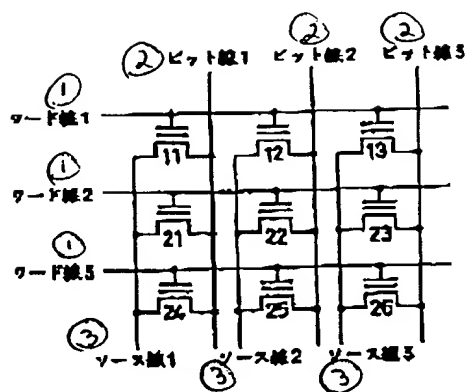 ② ② ②
ビット線1 ビット線2 ビット線3
①
ワード線1
11 12 13
①
ワード線2
21 22 23
①
ワード線3
24 25 26
③ ソース線1 ③ ソース線2 ソース線3 ③